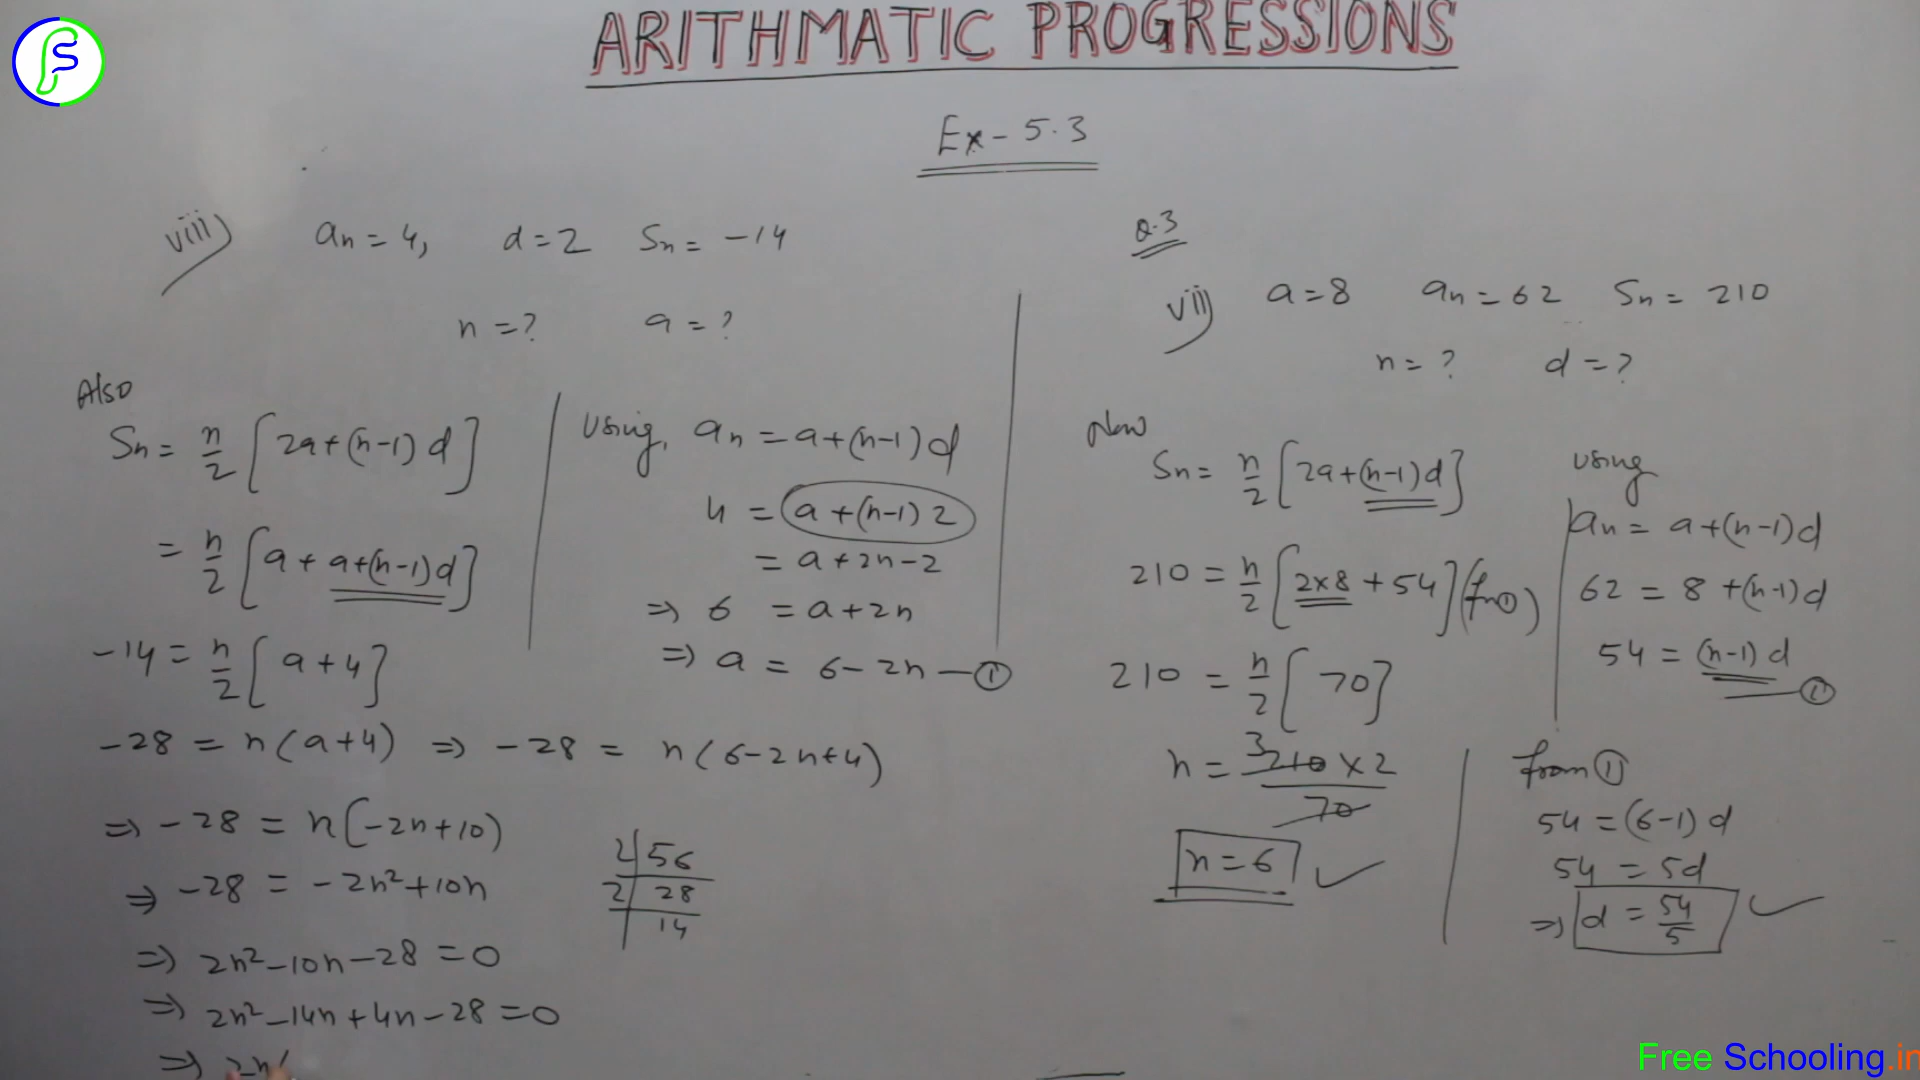 ARITHMATIC PROGRESSIONS
Ex - 5.3
viii) an = 4, d = 2 Sn = -14
n = ? a = ?
Also
Sn = n/2 [2a+(n-1) d]
= n/2 [a + a+(n-1)d]
-14 = n/2 [a+4]
-28 = n(a+4) => -28 = n(6-2n+4)
=> -28 = n(-2n+10)
=> -28 = -2n²+10n
=> 2n²-10n-28 = 0
=> 2n²-14n+4n-28 = 0
=> 2n(
2 | 56
2 | 28
14
Using, an = a+(n-1)d
4 = a+(n-1) 2
= a+2n-2
=> 6 = a+2n
=> a = 6-2n — ①
Q.3
vii) a = 8 an = 62 Sn = 210
n = ? d = ?
Now
Sn = n/2 [2a+(n-1)d]
210 = n/2 [2×8 + 54] (from ①)
210 = n/2 [70]
n = 3 210 × 2 / 70
n = 6
using
an = a+(n-1)d
62 = 8 +(n-1)d
54 = (n-1) d
— ①
from ①
54 = (6-1) d
54 = 5d
=> d = 54/5
FS
Free Schooling.in